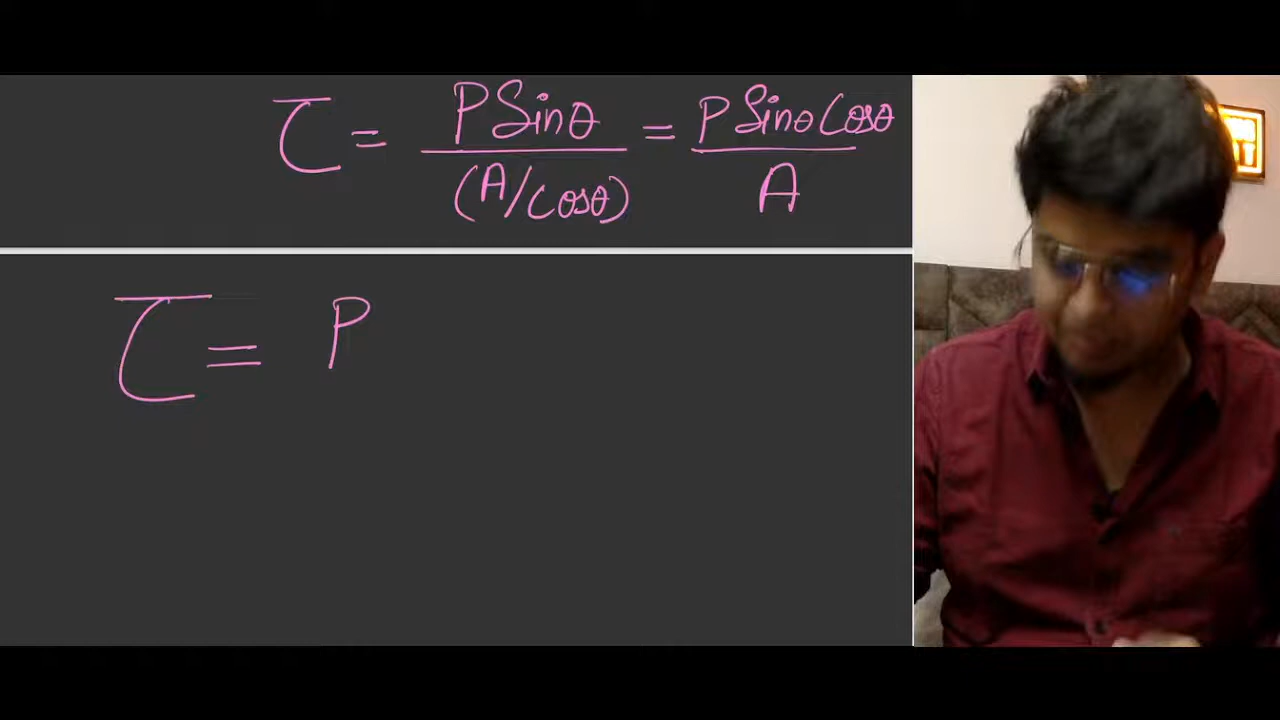 τ = PSinθ / (A/Cosθ) = PSinθCosθ / A
τ = P